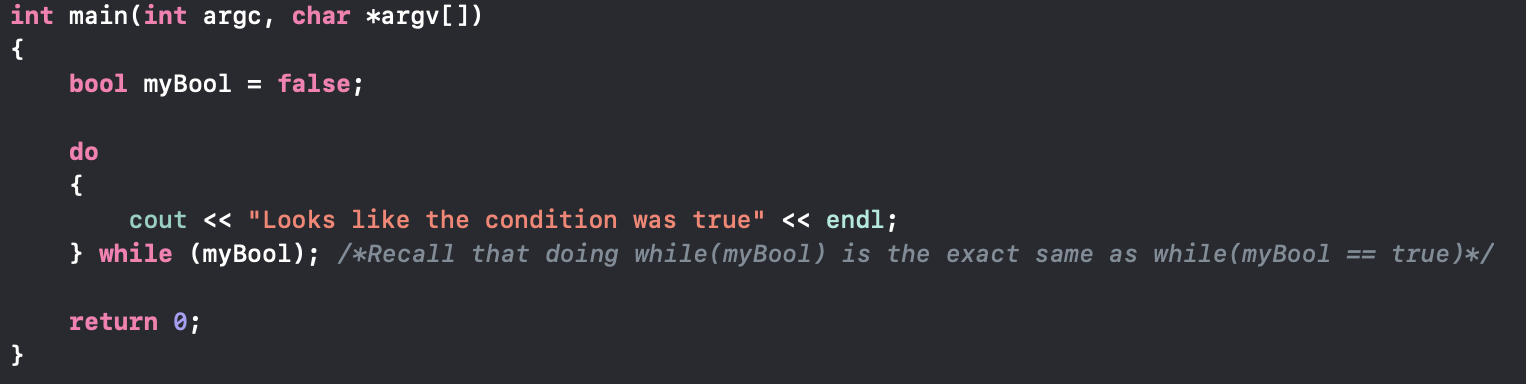 int main(int argc, char *argv[])
{
    bool myBool = false;

    do
    {
        cout << "Looks like the condition was true" << endl;
    } while (myBool); /*Recall that doing while(myBool) is the exact same as while(myBool == true)*/

    return 0;
}